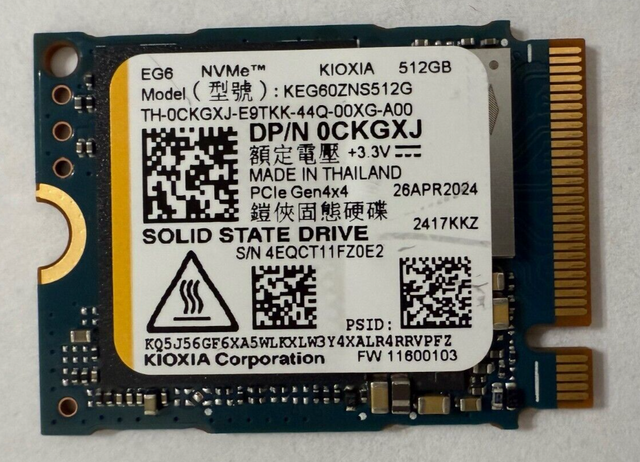 EG6 NVMe™ KIOXIA 512GB
Model（型號）: KEG60ZNS512G
TH-0CKGXJ-E9TKK-44Q-00XG-A00
DP/N 0CKGXJ
額定電壓 +3.3V
MADE IN THAILAND
PCIe Gen4x4 26APR2024
鎧俠固態硬碟 2417KKZ
SOLID STATE DRIVE
S/N 4EQCT11FZ0E2
PSID:
KQ5J56GF6XA5WLKXLW3Y4XALR4RRVPFZ
KIOXIA Corporation FW 11600103